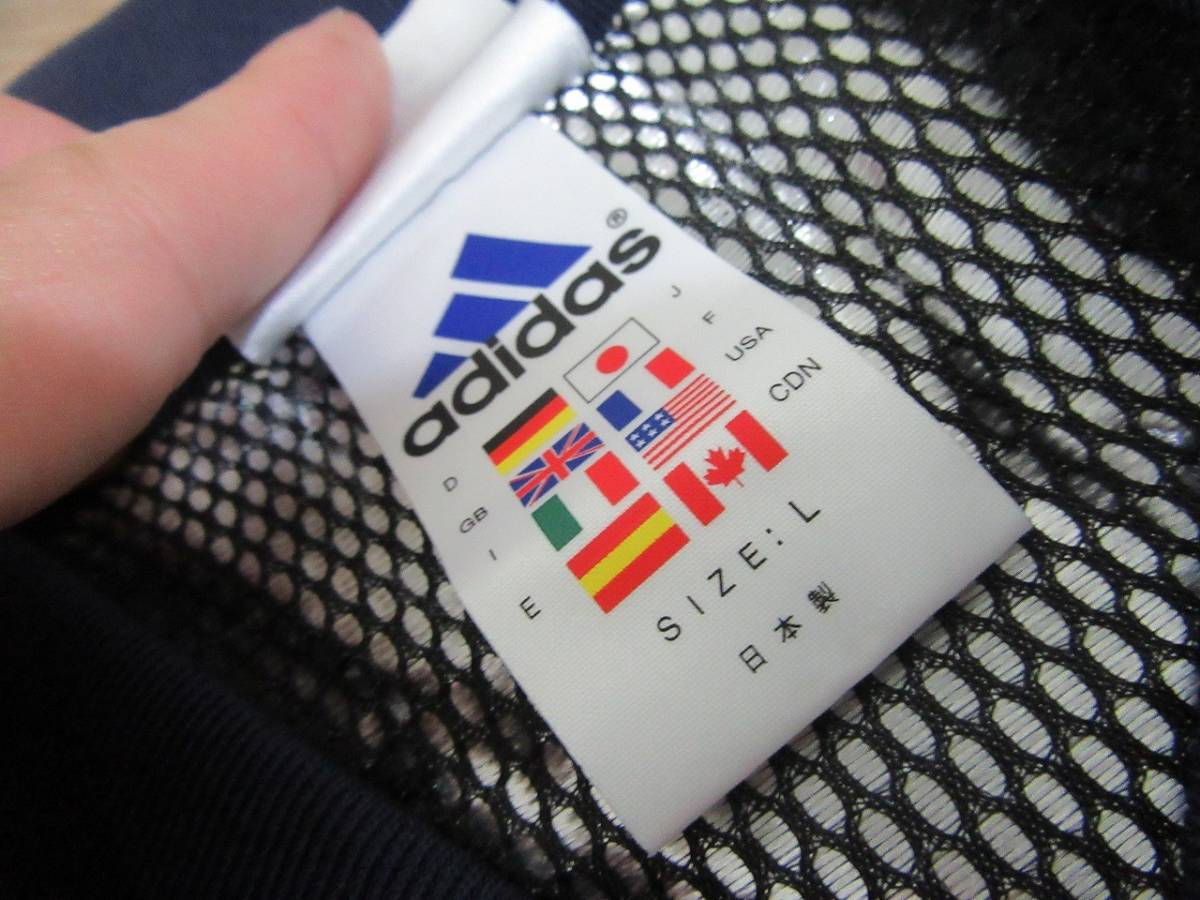 adidas®
D
GB
I
E
J
F
USA
CDN
SIZE: L
日本製